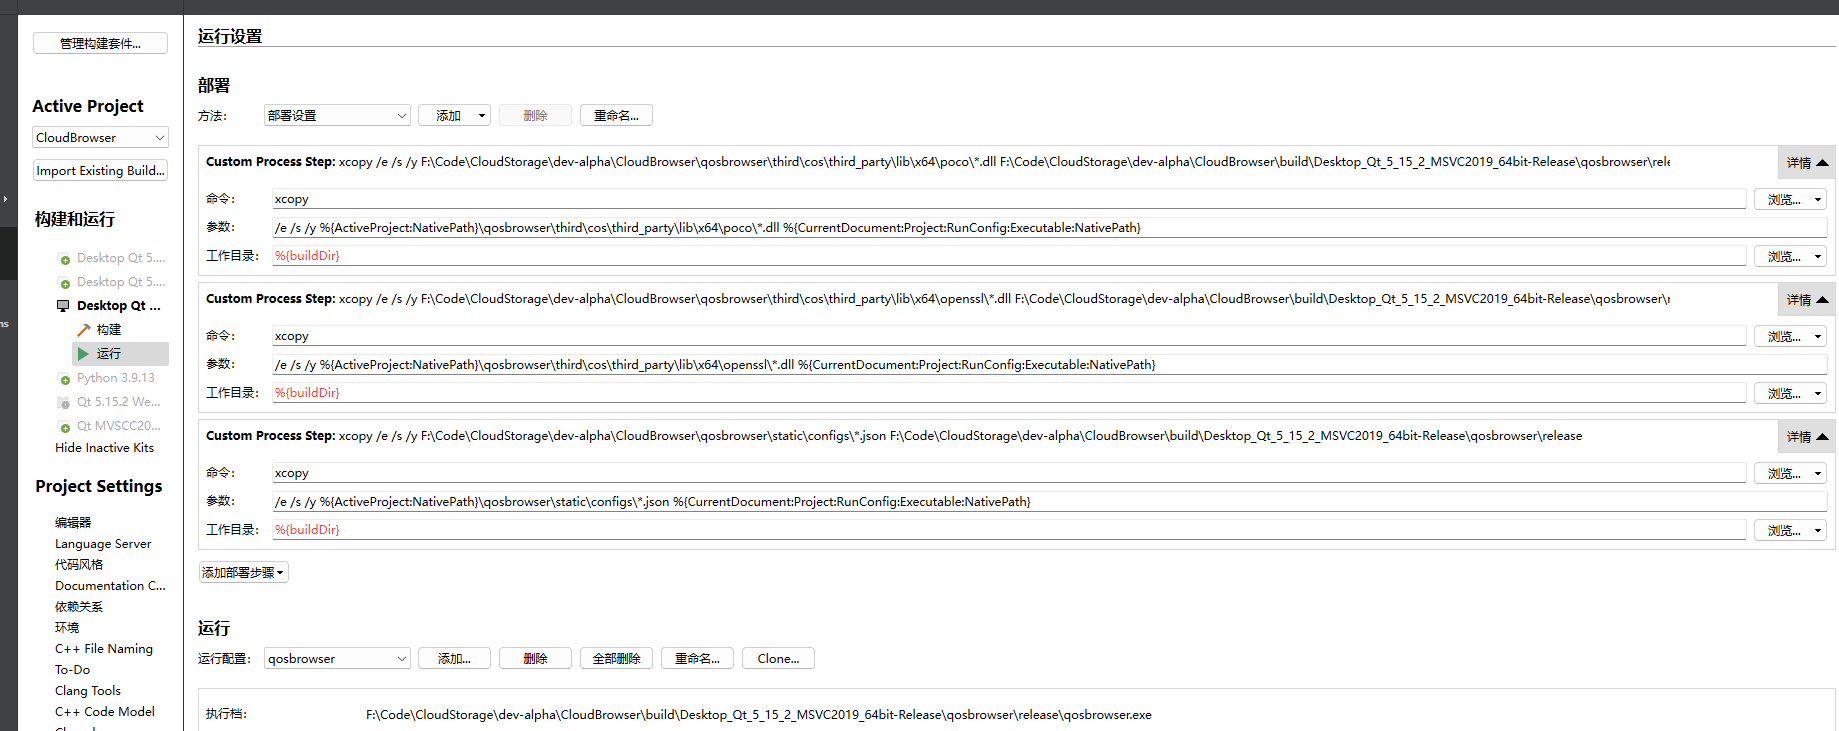 管理构建套件...
Active Project
CloudBrowser
Import Existing Build...
构建和运行
Desktop Qt 5....
Desktop Qt 5....
Desktop Qt ...
构建
运行
Python 3.9.13
Qt 5.15.2 We...
Qt MVSCC20...
Hide Inactive Kits
Project Settings
编辑器
Language Server
代码风格
Documentation C...
依赖关系
环境
C++ File Naming
To-Do
Clang Tools
C++ Code Model
运行设置
部署
方法: 部署设置 添加 删除 重命名...
Custom Process Step: xcopy /e /s /y F:\Code\CloudStorage\dev-alpha\CloudBrowser\qosbrowser\third\cos\third_party\lib\x64\poco\*.dll F:\Code\CloudStorage\dev-alpha\CloudBrowser\build\Desktop_Qt_5_15_2_MSVC2019_64bit-Release\qosbrowser\rele 详情
命令: xcopy 浏览...
参数: /e /s /y %{ActiveProject:NativePath}\qosbrowser\third\cos\third_party\lib\x64\poco\*.dll %{CurrentDocument:Project:RunConfig:Executable:NativePath}
工作目录: %{buildDir} 浏览...
Custom Process Step: xcopy /e /s /y F:\Code\CloudStorage\dev-alpha\CloudBrowser\qosbrowser\third\cos\third_party\lib\x64\openssl\*.dll F:\Code\CloudStorage\dev-alpha\CloudBrowser\build\Desktop_Qt_5_15_2_MSVC2019_64bit-Release\qosbrowser\r 详情
命令: xcopy 浏览...
参数: /e /s /y %{ActiveProject:NativePath}\qosbrowser\third\cos\third_party\lib\x64\openssl\*.dll %{CurrentDocument:Project:RunConfig:Executable:NativePath}
工作目录: %{buildDir} 浏览...
Custom Process Step: xcopy /e /s /y F:\Code\CloudStorage\dev-alpha\CloudBrowser\qosbrowser\static\configs\*.json F:\Code\CloudStorage\dev-alpha\CloudBrowser\build\Desktop_Qt_5_15_2_MSVC2019_64bit-Release\qosbrowser\release 详情
命令: xcopy 浏览...
参数: /e /s /y %{ActiveProject:NativePath}\qosbrowser\static\configs\*.json %{CurrentDocument:Project:RunConfig:Executable:NativePath}
工作目录: %{buildDir} 浏览...
添加部署步骤
运行
运行配置: qosbrowser 添加... 删除 全部删除 重命名... Clone...
执行档: F:\Code\CloudStorage\dev-alpha\CloudBrowser\build\Desktop_Qt_5_15_2_MSVC2019_64bit-Release\qosbrowser\release\qosbrowser.exe